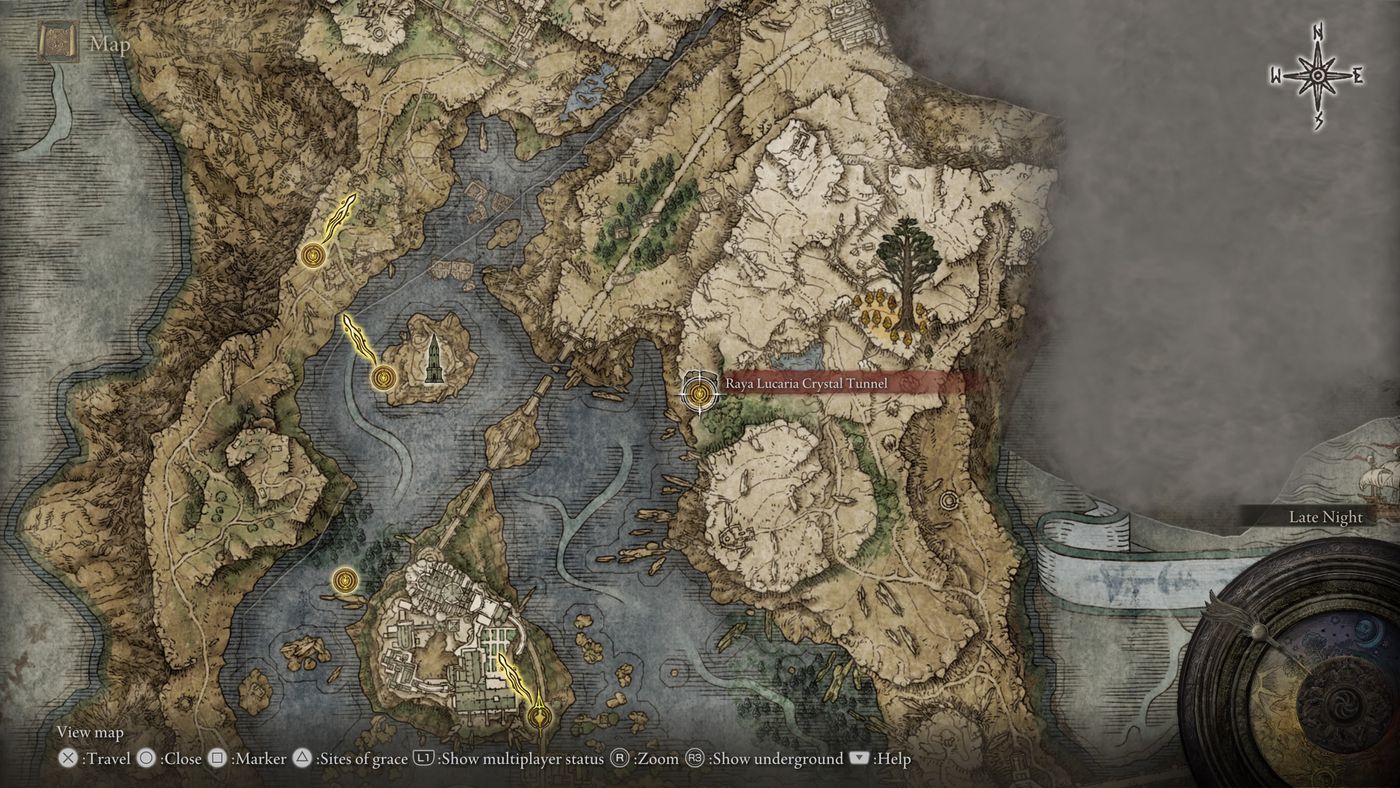 Map
N
W E
S
Raya Lucaria Crystal Tunnel
Late Night
View map
:Travel :Close :Marker :Sites of grace L1:Show multiplayer status R:Zoom R3:Show underground :Help